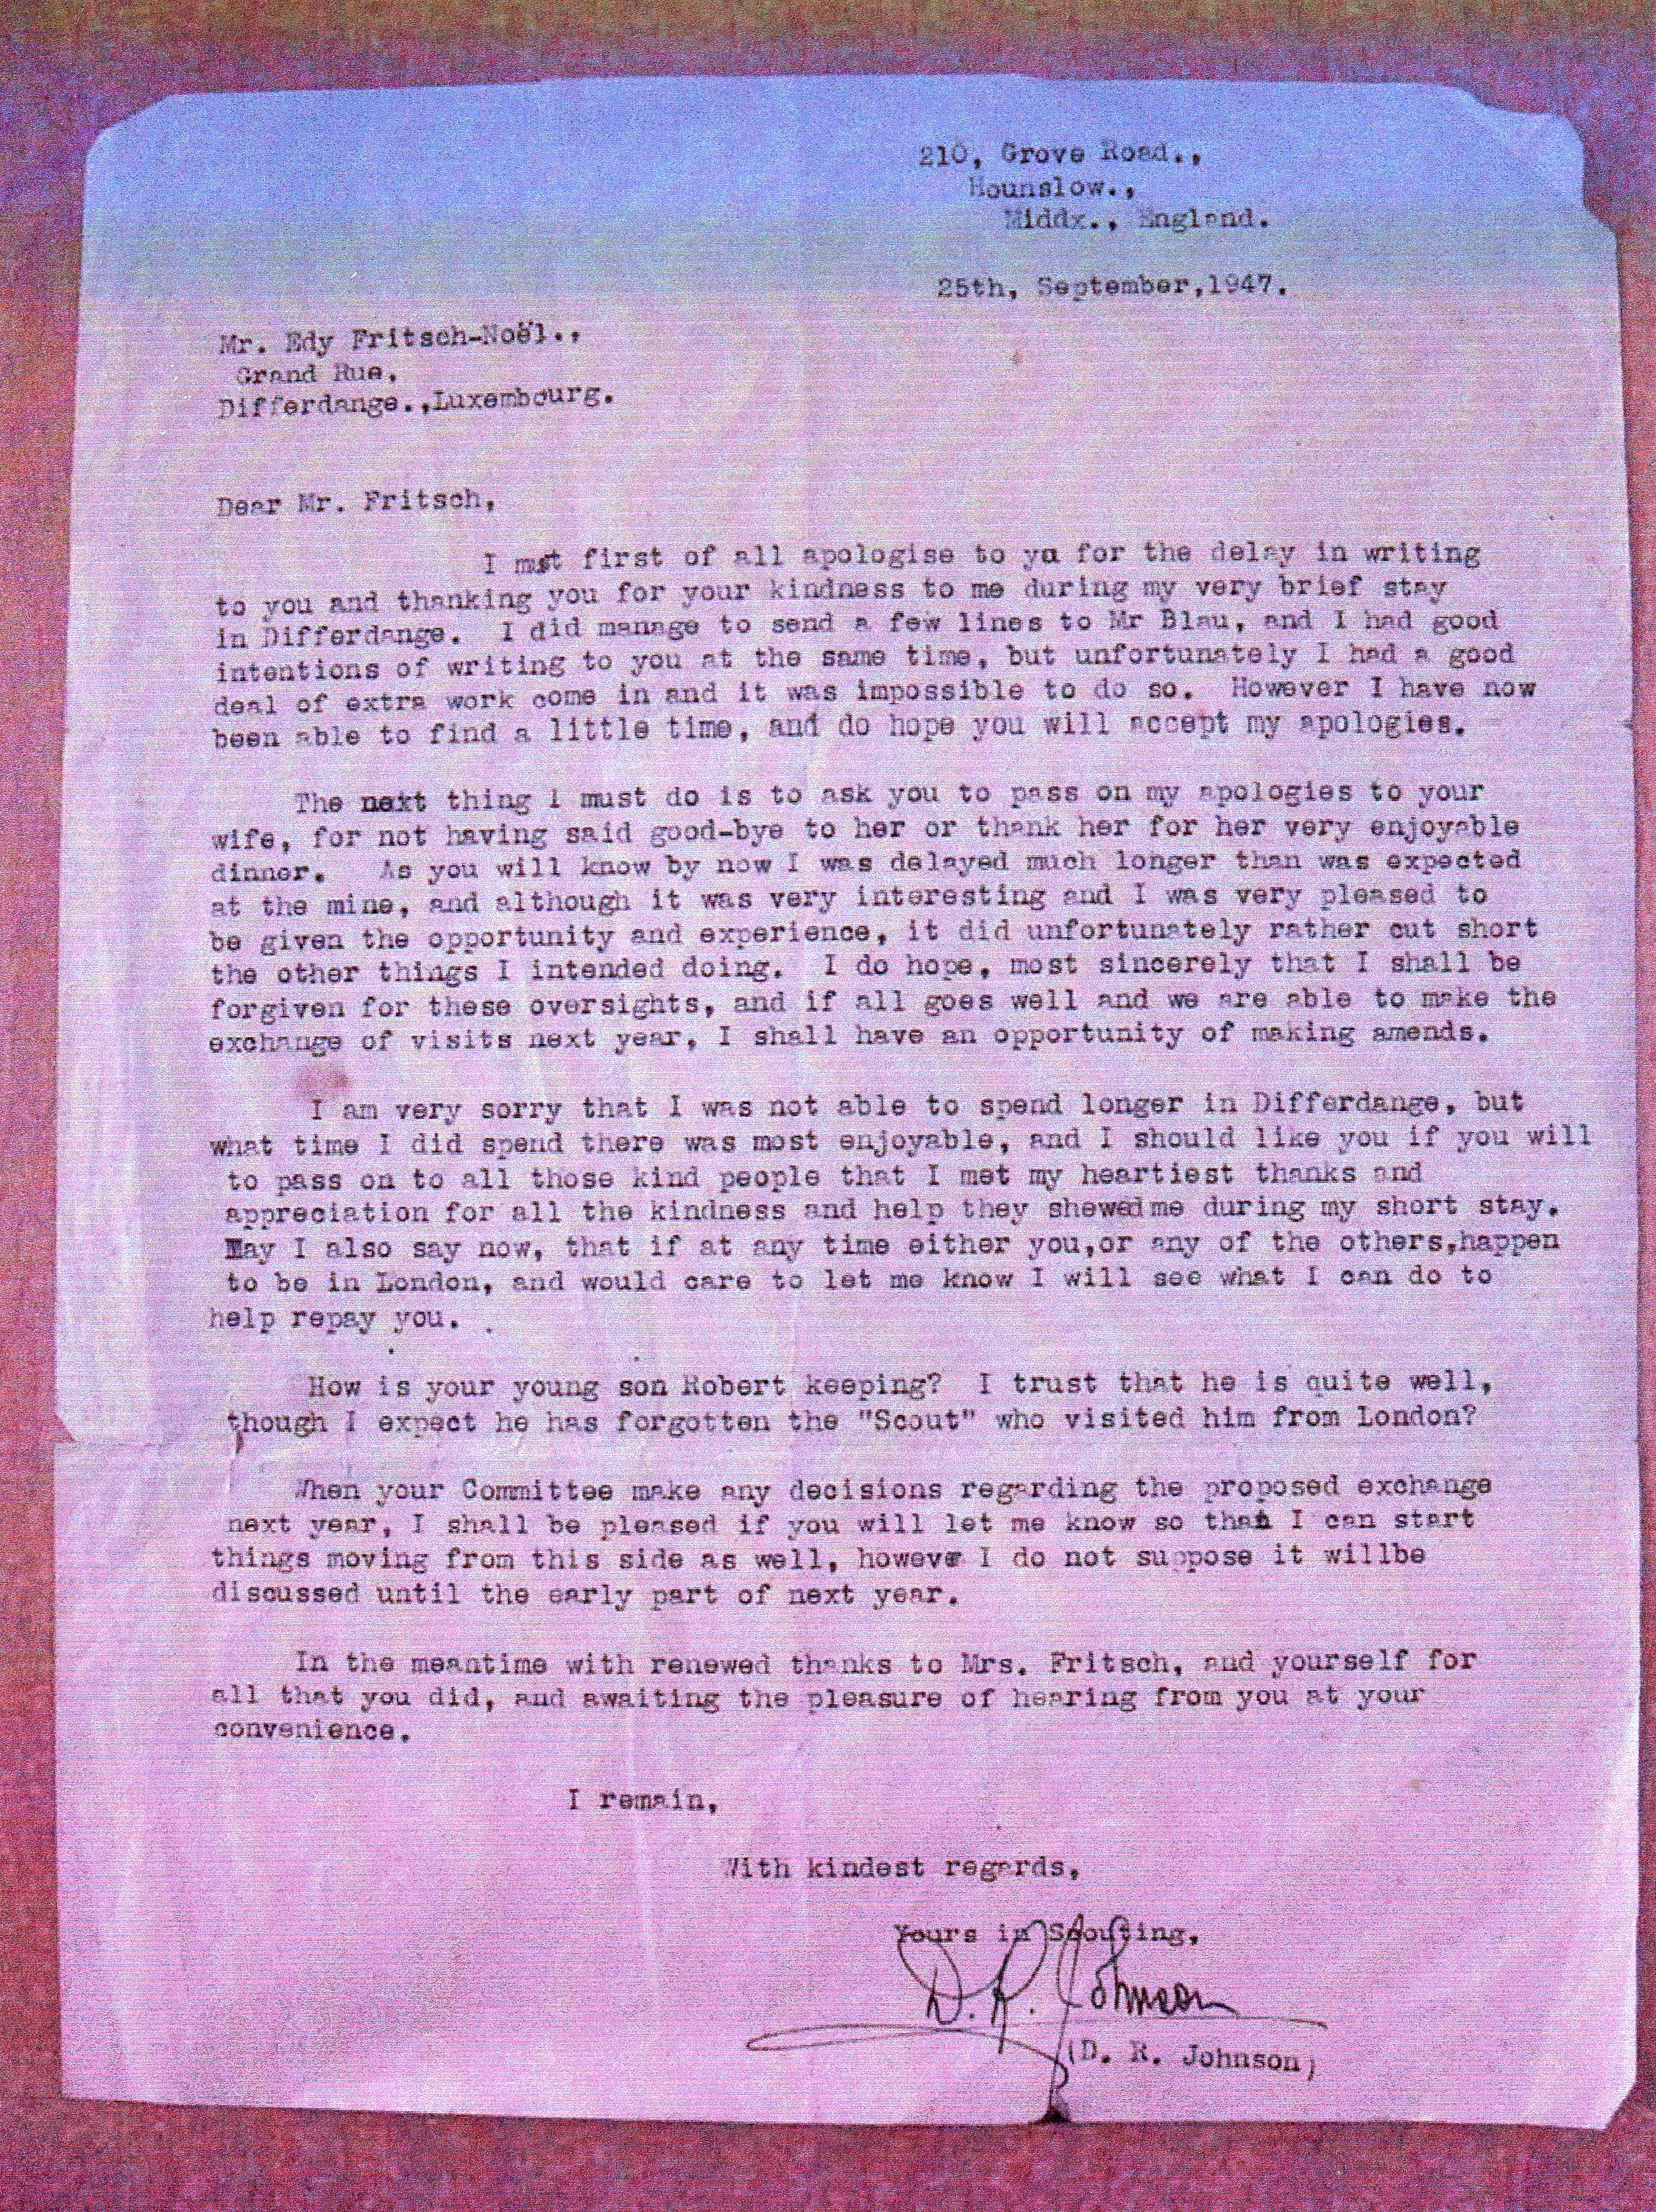 210, Grove Road.,
Hounslow.,
Middx., England.
25th, September,1947.
Mr. Edy Fritsch-Noël.,
Grand Rue,
Differdange.,Luxembourg.
Dear Mr. Fritsch,
I must first of all apologise to yu for the delay in writing
to you and thanking you for your kindness to me during my very brief stay
in Differdange. I did manage to send a few lines to Mr Blau, and I had good
intentions of writing to you at the same time, but unfortunately I had a good
deal of extra work come in and it was impossible to do so. However I have now
been able to find a little time, and do hope you will accept my apologies.
The next thing I must do is to ask you to pass on my apologies to your
wife, for not having said good-bye to her or thank her for her very enjoyable
dinner. As you will know by now I was delayed much longer than was expected
at the mine, and although it was very interesting and I was very pleased to
be given the opportunity and experience, it did unfortunately rather cut short
the other things I intended doing. I do hope, most sincerely that I shall be
forgiven for these oversights, and if all goes well and we are able to make the
exchange of visits next year, I shall have an opportunity of making amends.
I am very sorry that I was not able to spend longer in Differdange, but
what time I did spend there was most enjoyable, and I should like you if you will
to pass on to all those kind people that I met my heartiest thanks and
appreciation for all the kindness and help they shewed me during my short stay.
May I also say now, that if at any time either you,or any of the others,happen
to be in London, and would care to let me know I will see what I can do to
help repay you.
How is your young son Robert keeping? I trust that he is quite well,
though I expect he has forgotten the "Scout" who visited him from London?
When your Committee make any decisions regarding the proposed exchange
next year, I shall be pleased if you will let me know so that I can start
things moving from this side as well, howevr I do not suppose it willbe
discussed until the early part of next year.
In the meantime with renewed thanks to Mrs. Fritsch, and yourself for
all that you did, and awaiting the pleasure of hearing from you at your
convenience.
I remain,
With kindest regards,
Yours in Scouting,
D. R. Johnson
(D. R. Johnson)